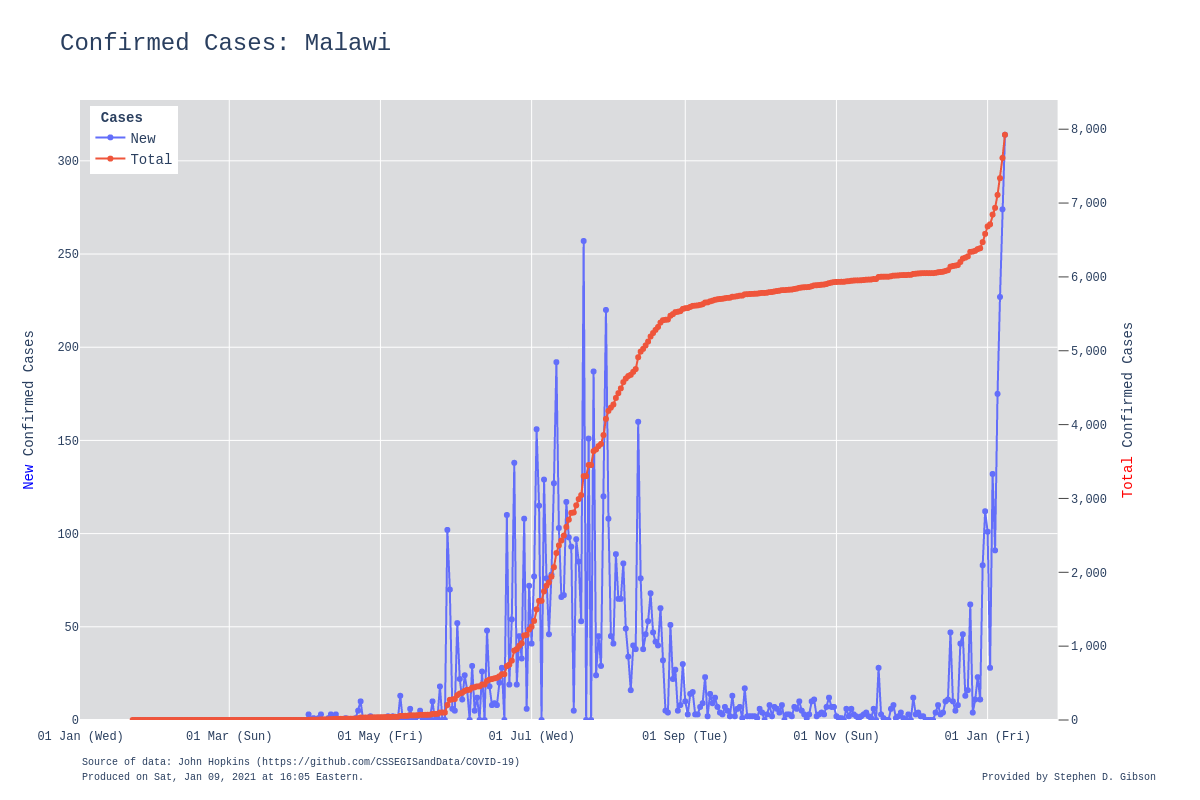 Confirmed Cases: Malawi
Cases
New
Total
300
250
200
150
100
50
0
New Confirmed Cases
8,000
7,000
6,000
5,000
4,000
3,000
2,000
1,000
0
Total Confirmed Cases
01 Jan (Wed) 01 Mar (Sun) 01 May (Fri) 01 Jul (Wed) 01 Sep (Tue) 01 Nov (Sun) 01 Jan (Fri)
Source of data: John Hopkins (https://github.com/CSSEGISandData/COVID-19)
Produced on Sat, Jan 09, 2021 at 16:05 Eastern.
Provided by Stephen D. Gibson